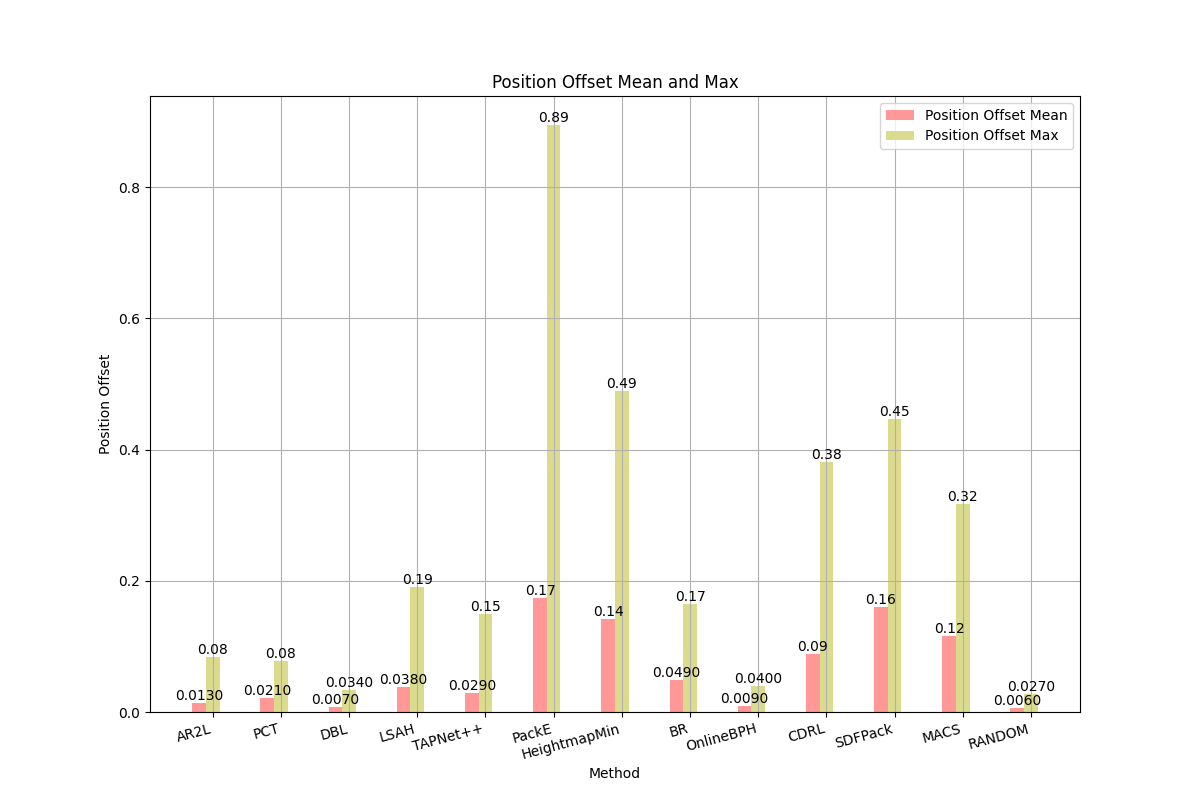 Position Offset Mean and Max
Position Offset Mean
Position Offset Max
Position Offset
0.8
0.6
0.4
0.2
0.0
0.0130
0.08
0.0210
0.08
0.0070
0.0340
0.0380
0.19
0.0290
0.15
0.17
0.89
0.14
0.49
0.0490
0.17
0.0090
0.0400
0.09
0.38
0.16
0.45
0.12
0.32
0.0060
0.0270
AR2L
PCT
DBL
LSAH
TAPNet++
PackE
HeightmapMin
BR
OnlineBPH
CDRL
SDFPack
MACS
RANDOM
Method